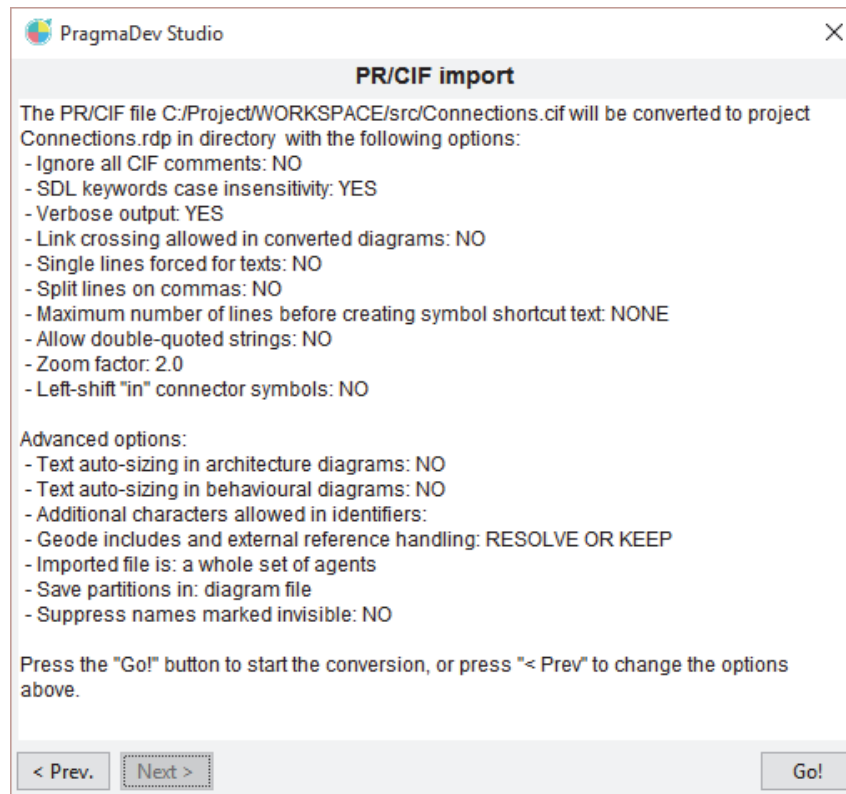 PragmaDev Studio
PR/CIF import
The PR/CIF file C:/Project/WORKSPACE/src/Connections.cif will be converted to project
Connections.rdp in directory  with the following options:
- Ignore all CIF comments: NO
- SDL keywords case insensitivity: YES
- Verbose output: YES
- Link crossing allowed in converted diagrams: NO
- Single lines forced for texts: NO
- Split lines on commas: NO
- Maximum number of lines before creating symbol shortcut text: NONE
- Allow double-quoted strings: NO
- Zoom factor: 2.0
- Left-shift "in" connector symbols: NO
Advanced options:
- Text auto-sizing in architecture diagrams: NO
- Text auto-sizing in behavioural diagrams: NO
- Additional characters allowed in identifiers:
- Geode includes and external reference handling: RESOLVE OR KEEP
- Imported file is: a whole set of agents
- Save partitions in: diagram file
- Suppress names marked invisible: NO
Press the "Go!" button to start the conversion, or press "< Prev" to change the options
above.
< Prev. Next > Go!